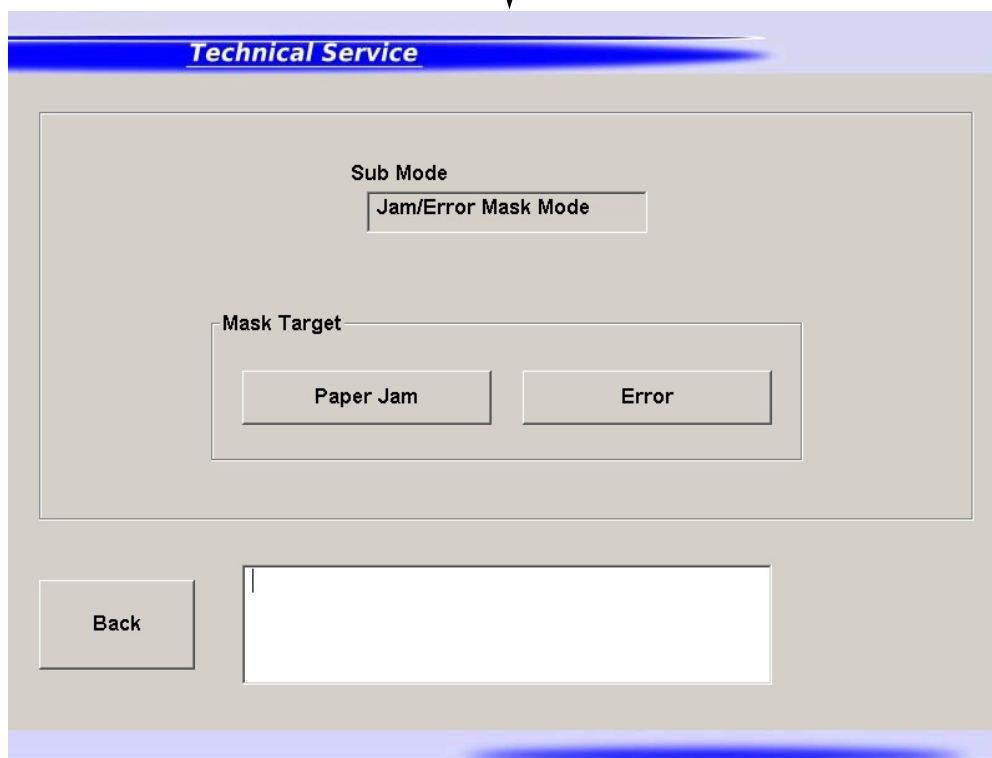 Technical Service
Sub Mode
Jam/Error Mask Mode
Mask Target
Paper Jam
Error
Back